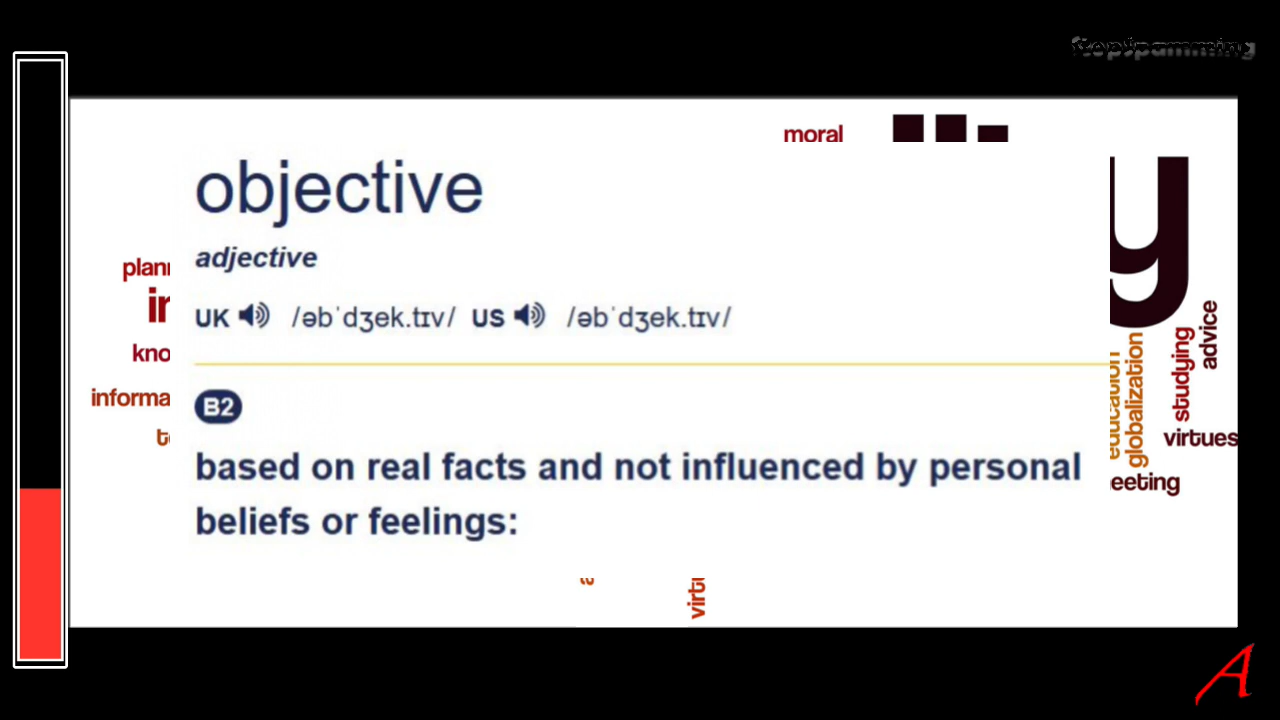 moral
objective
adjective
UK /əbˈdʒek.tɪv/ US /əbˈdʒek.tɪv/
B2
based on real facts and not influenced by personal
beliefs or feelings:
y
advice
studying
globalization
education
virtues
eeting
plann
in
kno
informa
virtu
A